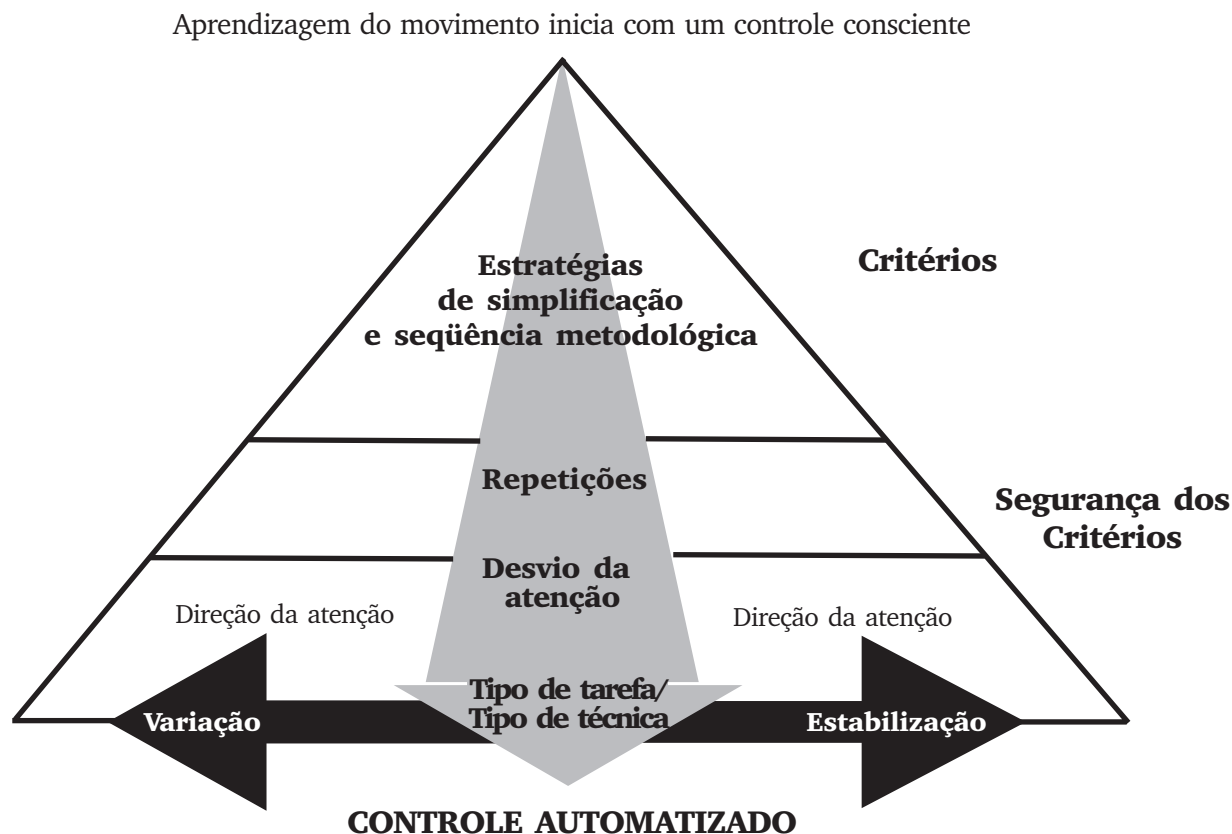 Aprendizagem do movimento inicia com um controle consciente
Estratégias
de simplificação
e seqüência metodológica
Critérios
Repetições
Segurança dos
Critérios
Desvio da
atenção
Direção da atenção
Direção da atenção
Tipo de tarefa/
Tipo de técnica
Variação
Estabilização
CONTROLE AUTOMATIZADO